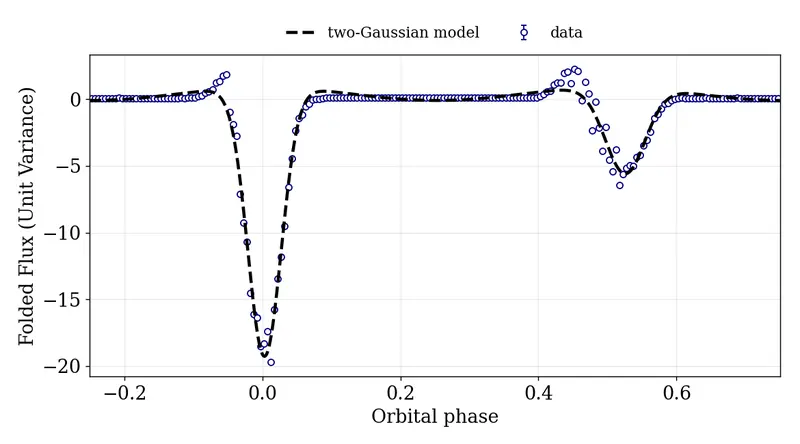 two-Gaussian model data
Folded Flux (Unit Variance)
0
−5
−10
−15
−20
−0.2 0.0 0.2 0.4 0.6
Orbital phase